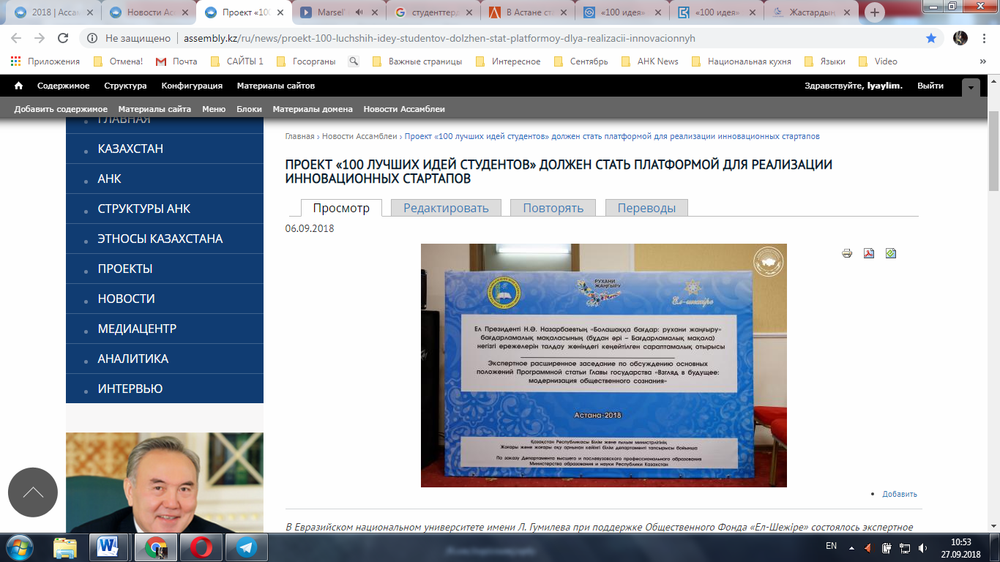 2018 | Ассам
Новости Асс
Проект «100
Marsel'
студенттерд
В Астане ста
«100 идея»
«100 идея»
Жастардың
Не защищено | assembly.kz/ru/news/proekt-100-luchshih-idey-studentov-dolzhen-stat-platformoy-dlya-realizacii-innovacionnyh
Приложения Отмена! Почта САЙТЫ 1 Госорганы Важные страницы Интересное Сентябрь АНК News Национальная кухня Языки Video »
Содержимое Структура Конфигурация Материалы сайтов Здравствуйте, lyaylim. Выйти
Добавить содержимое Материалы сайта Меню Блоки Материалы домена Новости Ассамблеи
ГЛАВНАЯ
КАЗАХСТАН
АНК
СТРУКТУРЫ АНК
ЭТНОСЫ КАЗАХСТАНА
ПРОЕКТЫ
НОВОСТИ
МЕДИАЦЕНТР
АНАЛИТИКА
ИНТЕРВЬЮ
Главная › Новости Ассамблеи › Проект «100 лучших идей студентов» должен стать платформой для реализации инновационных стартапов
ПРОЕКТ «100 ЛУЧШИХ ИДЕЙ СТУДЕНТОВ» ДОЛЖЕН СТАТЬ ПЛАТФОРМОЙ ДЛЯ РЕАЛИЗАЦИИ
ИННОВАЦИОННЫХ СТАРТАПОВ
Просмотр Редактировать Повторять Переводы
06.09.2018
РУХАНИ
ЖАҢҒЫРУ
Ел-шежіре
Ел Президенті Н.Ә. Назарбаевтың «Болашаққа бағдар: рухани жаңғыру»
бағдарламалық мақаласының (бұдан әрі – Бағдарламалық мақала)
негізгі ережелерін талдау жөніндегі кеңейтілген сараптамалық отырысы
Экспертное расширенное заседание по обсуждению основных
положений Программной статьи Главы государства «Взгляд в будущее:
модернизация общественного сознания»
Астана-2018
Қазақстан Республикасы Білім және ғылым министрлігінің
Жоғары және жоғары оқу орнынан кейінгі білім департаменті тапсырысы бойынша
По заказу Департамента высшего и послевузовского профессионального образования
Министерства образования и науки Республики Казахстан
Добавить
В Евразийском национальном университете имени Л. Гумилева при поддержке Общественного Фонда «Ел-Шежіре» состоялось экспертное
EN
10:53
27.09.2018